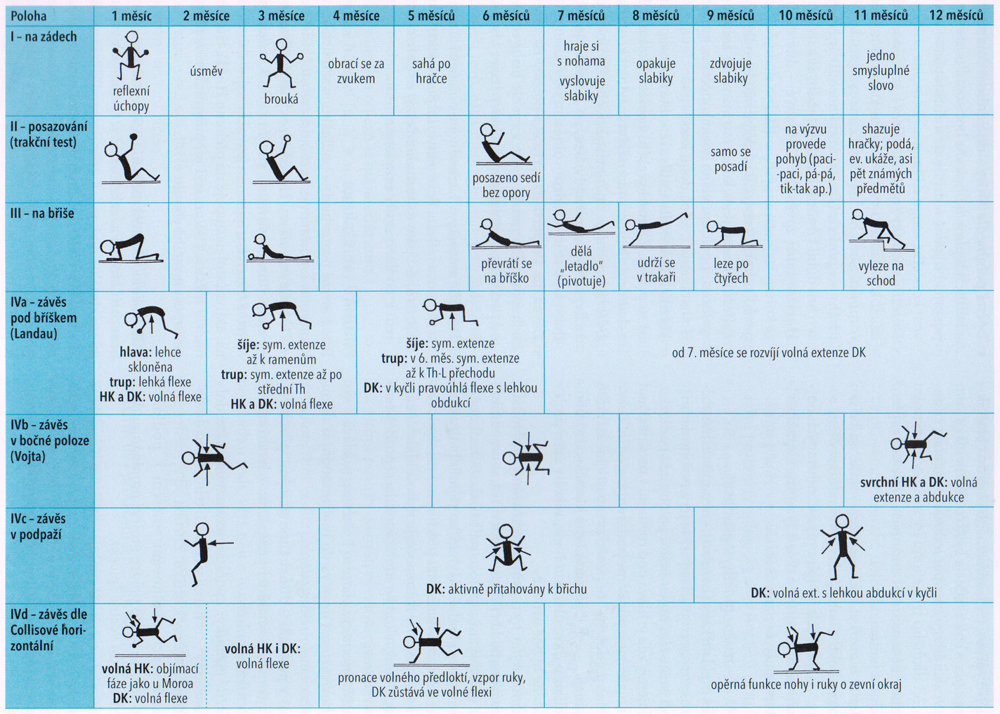 Poloha
1 měsíc
2 měsíce
3 měsíce
4 měsíce
5 měsíců
6 měsíců
7 měsíců
8 měsíců
9 měsíců
10 měsíců
11 měsíců
12 měsíců
I – na zádech
reflexní
úchopy
úsměv
brouká
obrací se za
zvukem
sahá po
hračce
hraje si
s nohama
vyslovuje
slabiky
opakuje
slabiky
zdvojuje
slabiky
jedno
smysluplné
slovo
II – posazování
(trakční test)
posazeno sedí
bez opory
samo se
posadí
na výzvu
provede
pohyb (paci-
-paci, pá-pá,
tik-tak ap.)
shazuje
hračky; podá,
ev. ukáže, asi
pět známých
předmětů
III – na břiše
převrátí se
na bříško
dělá
„letadlo“
(pivotuje)
udrží se
v trakaři
leze po
čtyřech
vyleze na
schod
IVa – závěs
pod bříškem
(Landau)
hlava: lehce
skloněna
trup: lehká flexe
HK a DK: volná flexe
šíje: sym. extenze
až k ramenům
trup: sym. extenze až po
střední Th
HK a DK: volná flexe
šíje: sym. extenze
trup: v 6. měs. sym. extenze
až k Th-L přechodu
DK: v kyčli pravoúhlá flexe s lehkou
obdukcí
od 7. měsíce se rozvíjí volná extenze DK
IVb – závěs
v bočné poloze
(Vojta)
svrchní HK a DK: volná
extenze a abdukce
IVc – závěs
v podpaží
DK: aktivně přitahovány k břichu
DK: volná ext. s lehkou abdukcí v kyčli
IVd – závěs dle
Collisové hori-
zontální
volná HK: objímací
fáze jako u Moroa
DK: volná flexe
volná HK i DK:
volná flexe
pronace volného předloktí, vzpor ruky,
DK zůstává ve volné flexi
opěrná funkce nohy i ruky o zevní okraj